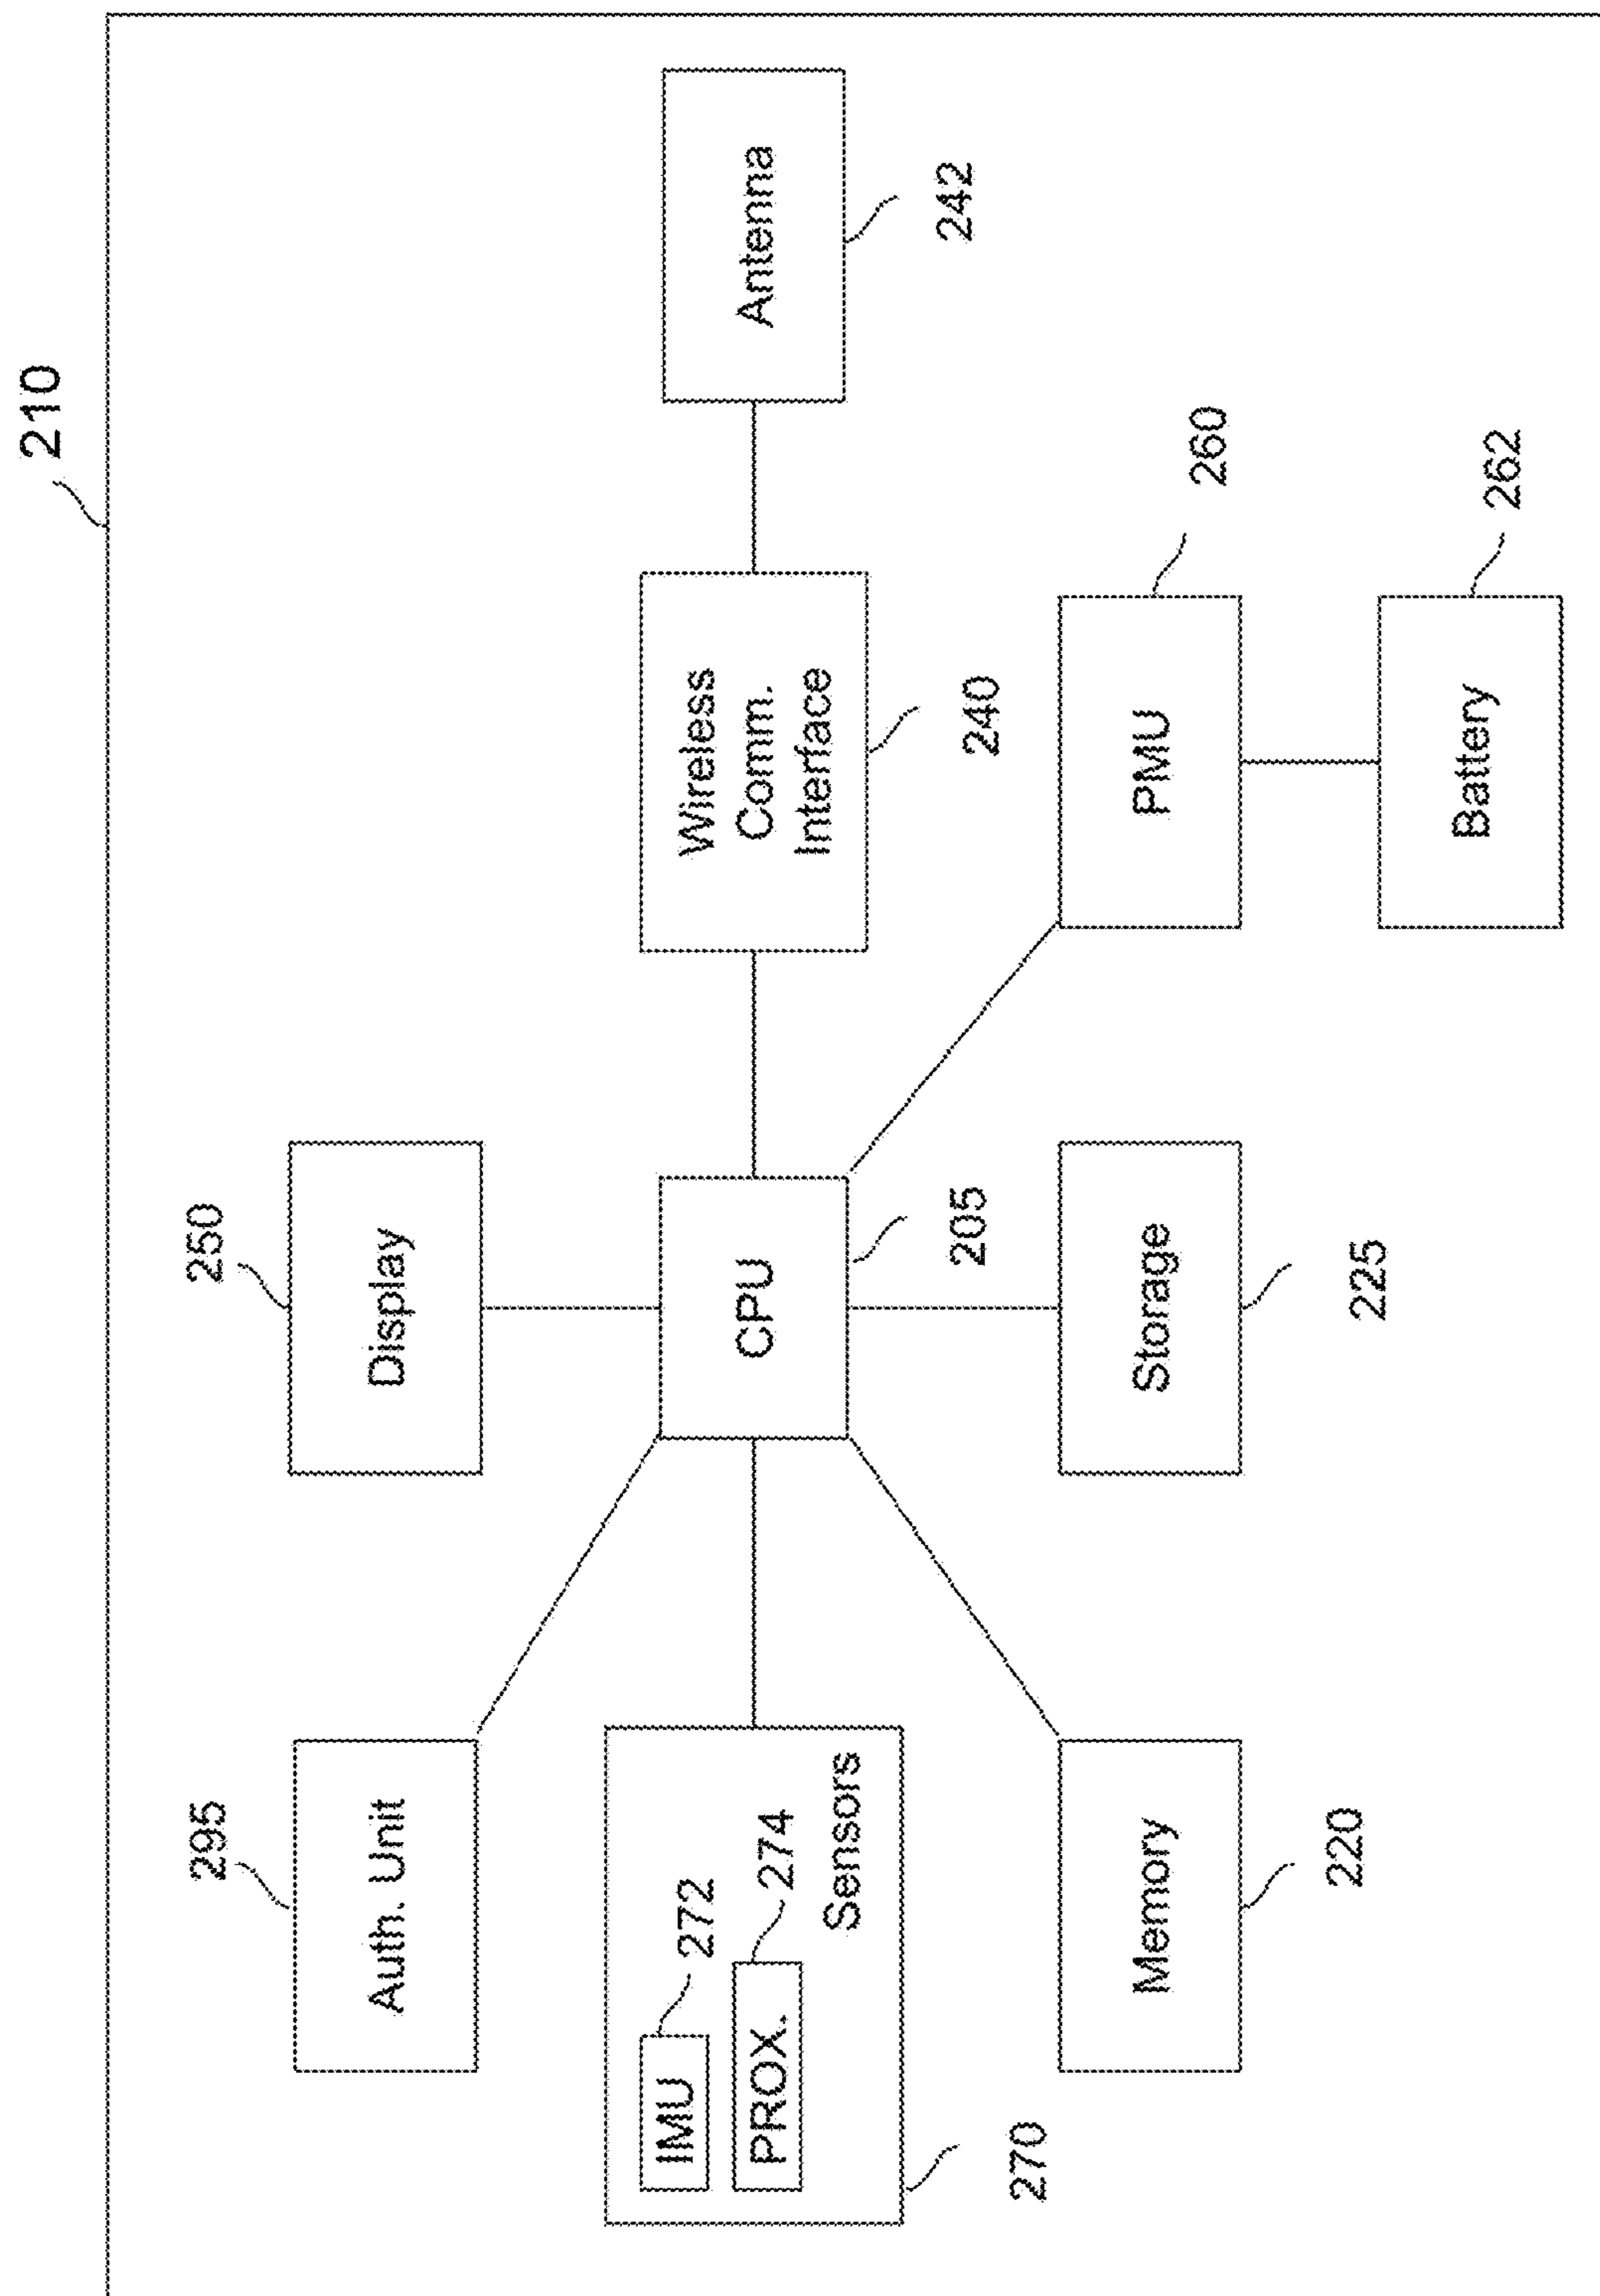 210
295
Auth. Unit
250
Display
IMU
272
PROX.
274
Sensors
270
CPU
205
Wireless
Comm.
Interface
240
Antenna
242
Memory
220
Storage
225
PMU
260
Battery
262